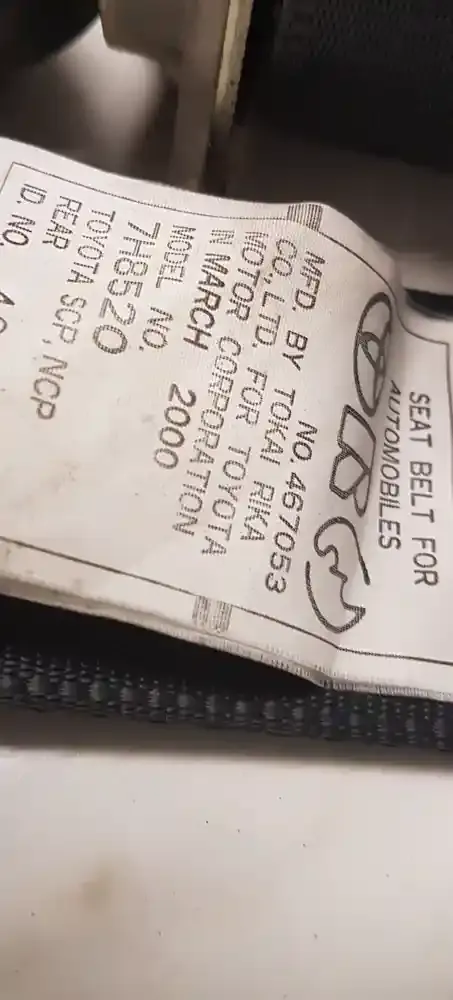 SEAT BELT FOR
AUTOMOBILES
NO.467053
MFD. BY TOKAI RIKA
CO., LTD. FOR TOYOTA
MOTOR CORPORATION
IN MARCH 2000
MODEL NO.
7H8520
TOYOTA SCP, NCP
REAR
ID. NO.